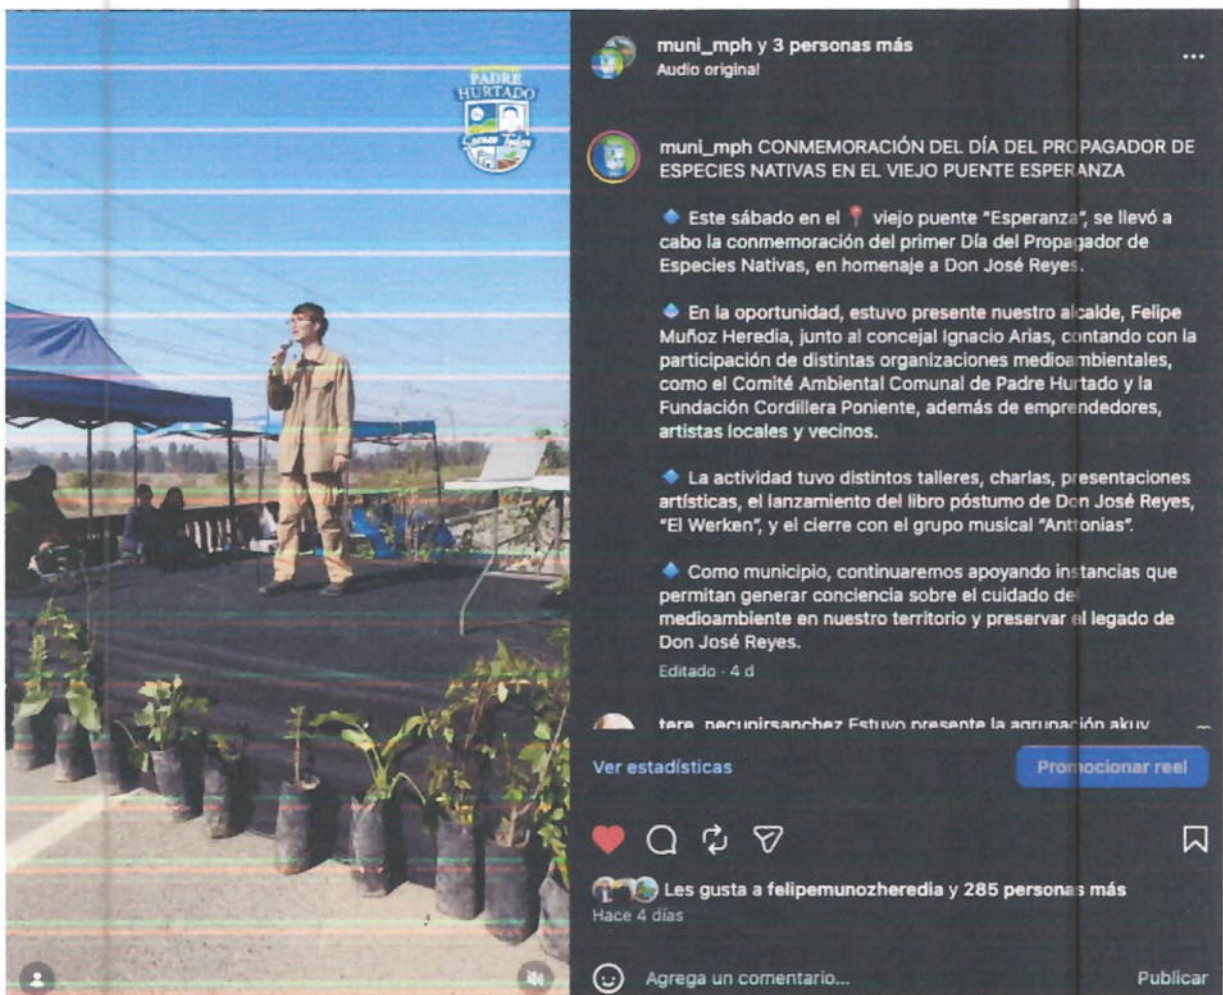 PADRE
HURTADO
Somos Todos
muni_mph y 3 personas más
Audio original
muni_mph CONMEMORACIÓN DEL DÍA DEL PROPAGADOR DE
ESPECIES NATIVAS EN EL VIEJO PUENTE ESPERANZA
🔹 Este sábado en el 📍 viejo puente “Esperanza”, se llevó a
cabo la conmemoración del primer Día del Propagador de
Especies Nativas, en homenaje a Don José Reyes.
🔹 En la oportunidad, estuvo presente nuestro alcalde, Felipe
Muñoz Heredia, junto al concejal Ignacio Arias, contando con la
participación de distintas organizaciones medioambientales,
como el Comité Ambiental Comunal de Padre Hurtado y la
Fundación Cordillera Poniente, además de emprendedores,
artistas locales y vecinos.
🔹 La actividad tuvo distintos talleres, charlas, presentaciones
artísticas, el lanzamiento del libro póstumo de Don José Reyes,
“El Werken”, y el cierre con el grupo musical “Anttonias”.
🔹 Como municipio, continuaremos apoyando instancias que
permitan generar conciencia sobre el cuidado del
medioambiente en nuestro territorio y preservar el legado de
Don José Reyes.
Editado · 4 d
tere_necunirsanchez Estuvo presente la agrupación akuy
Ver estadísticas
Promocionar reel
Les gusta a felipemunozheredia y 285 personas más
Hace 4 días
Agrega un comentario...
Publicar